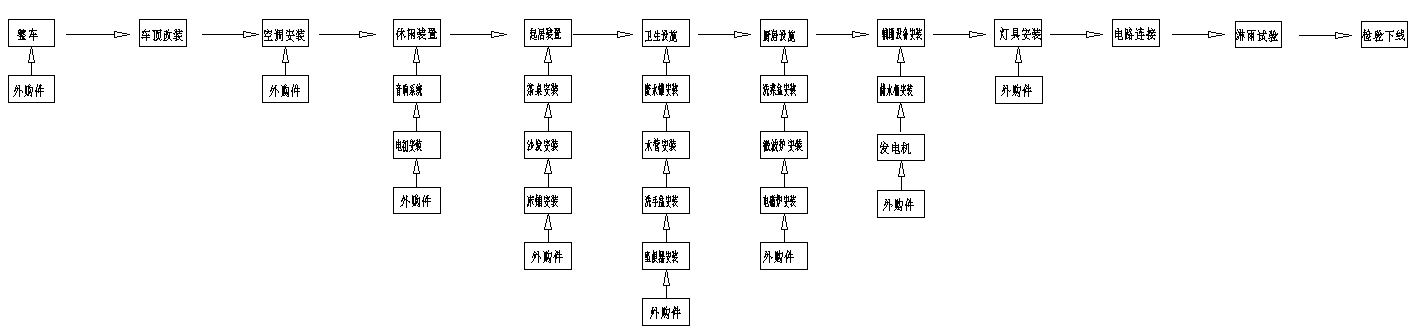 整车 车顶改装 空调安装 休闲装置 起居装置 卫生设施 厨房设施 辅助设备安装 灯具安装 电路连接 淋雨试验 检验下线
外购件 外购件 音响系统 餐桌安装 废水罐安装 洗菜盆安装 储水罐安装 外购件
电视安装 沙发安装 水管安装 微波炉安装 发电机
外购件 床铺安装 洗手盆安装 电磁炉安装 外购件
外购件 坐便器安装 外购件
外购件